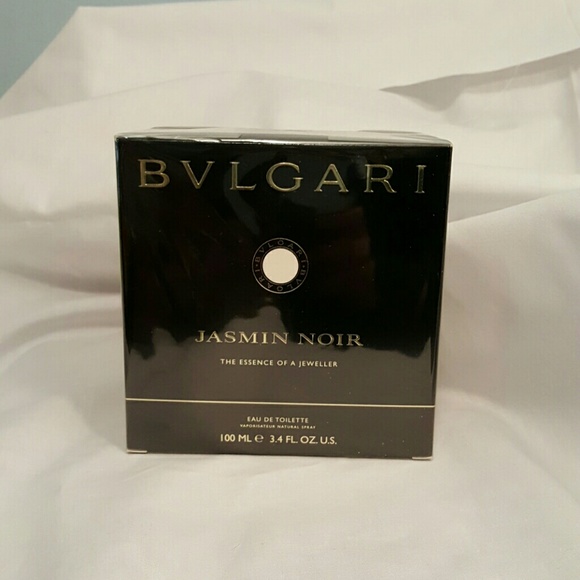 BVLGARI
BVLGARI · BVLGARI
JASMIN NOIR
THE ESSENCE OF A JEWELLER
EAU DE TOILETTE
VAPORISATEUR NATURAL SPRAY
100 ML e 3.4 FL. OZ. U.S.